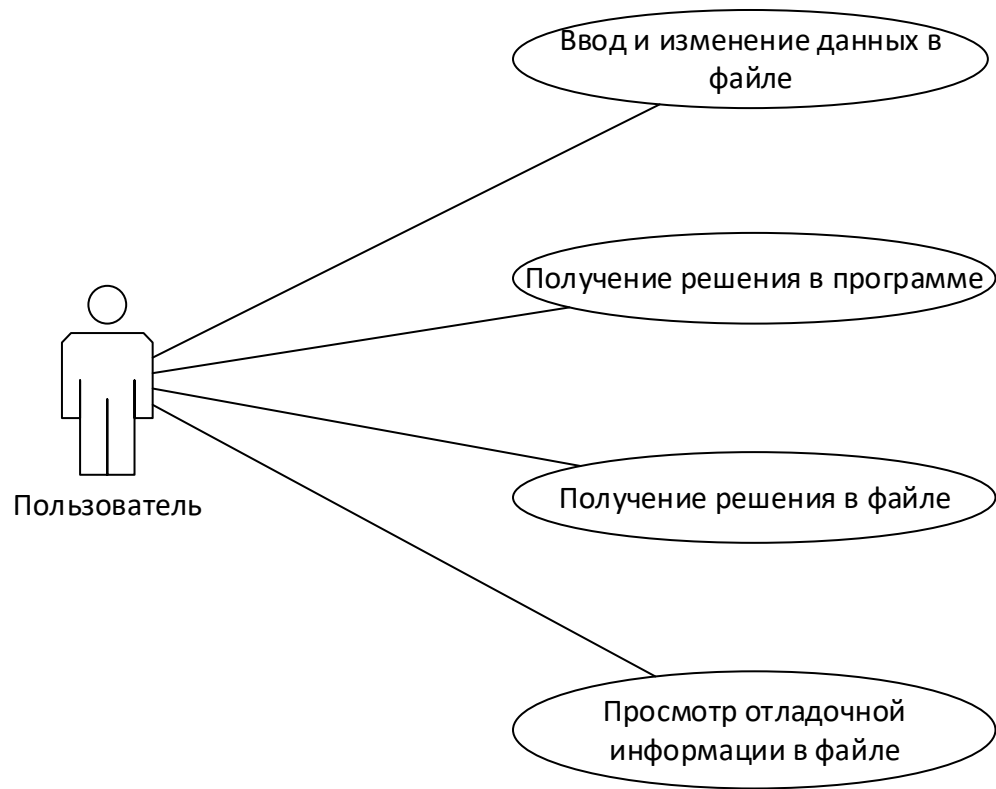 Ввод и изменение данных в
файле
Получение решения в программе
Пользователь
Получение решения в файле
Просмотр отладочной
информации в файле